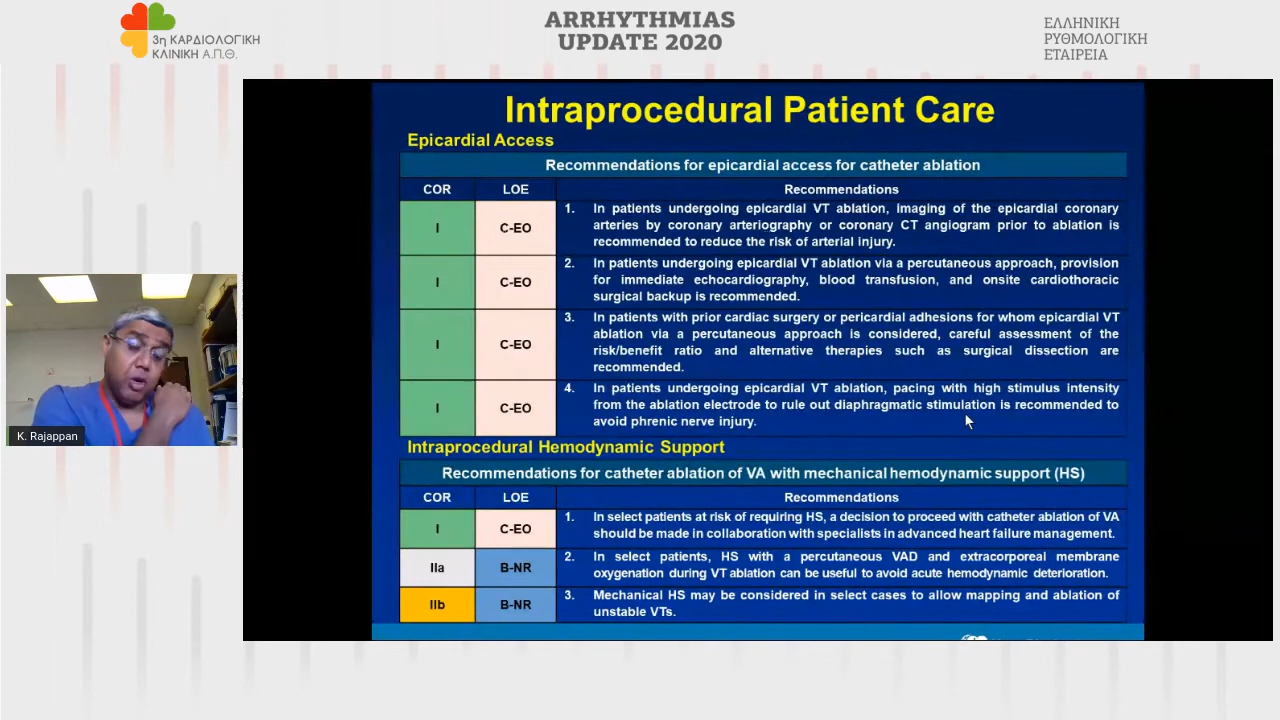 3η ΚΑΡΔΙΟΛΟΓΙΚΗ
ΚΛΙΝΙΚΗ Α.Π.Θ.
ARRHYTHMIAS
UPDATE 2020
ΕΛΛΗΝΙΚΗ
ΡΥΘΜΟΛΟΓΙΚΗ
ΕΤΑΙΡΕΙΑ
Intraprocedural Patient Care
Epicardial Access
Recommendations for epicardial access for catheter ablation
COR LOE Recommendations
I C-EO 1. In patients undergoing epicardial VT ablation, imaging of the epicardial coronary
arteries by coronary arteriography or coronary CT angiogram prior to ablation is
recommended to reduce the risk of arterial injury.
I C-EO 2. In patients undergoing epicardial VT ablation via a percutaneous approach, provision
for immediate echocardiography, blood transfusion, and onsite cardiothoracic
surgical backup is recommended.
I C-EO 3. In patients with prior cardiac surgery or pericardial adhesions for whom epicardial VT
ablation via a percutaneous approach is considered, careful assessment of the
risk/benefit ratio and alternative therapies such as surgical dissection are
recommended.
I C-EO 4. In patients undergoing epicardial VT ablation, pacing with high stimulus intensity
from the ablation electrode to rule out diaphragmatic stimulation is recommended to
avoid phrenic nerve injury.
Intraprocedural Hemodynamic Support
Recommendations for catheter ablation of VA with mechanical hemodynamic support (HS)
COR LOE Recommendations
I C-EO 1. In select patients at risk of requiring HS, a decision to proceed with catheter ablation of VA
should be made in collaboration with specialists in advanced heart failure management.
IIa B-NR 2. In select patients, HS with a percutaneous VAD and extracorporeal membrane
oxygenation during VT ablation can be useful to avoid acute hemodynamic deterioration.
IIb B-NR 3. Mechanical HS may be considered in select cases to allow mapping and ablation of
unstable VTs.
K. Rajappan